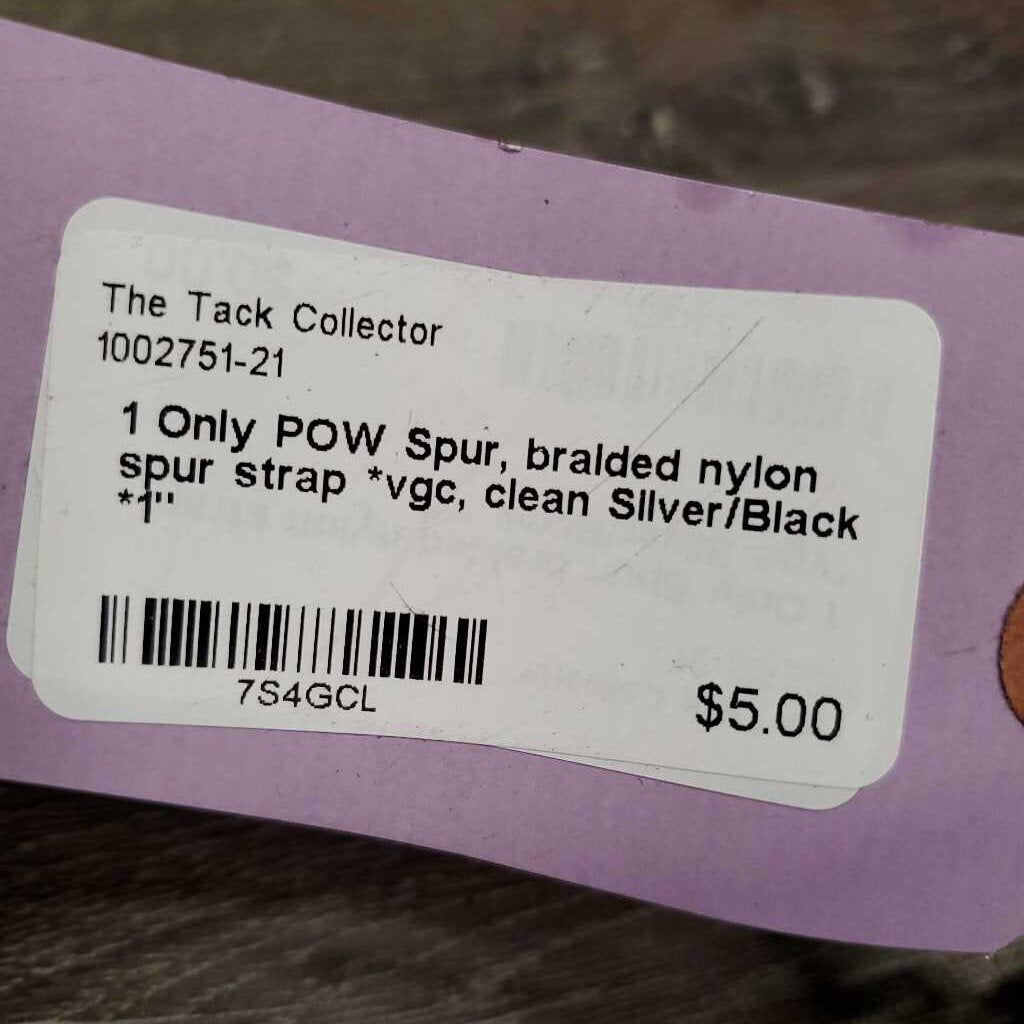 The Tack Collector
1002751-21
1 Only POW Spur, braided nylon
spur strap *vgc, clean Silver/Black
*1"
7S4GCL
$5.00